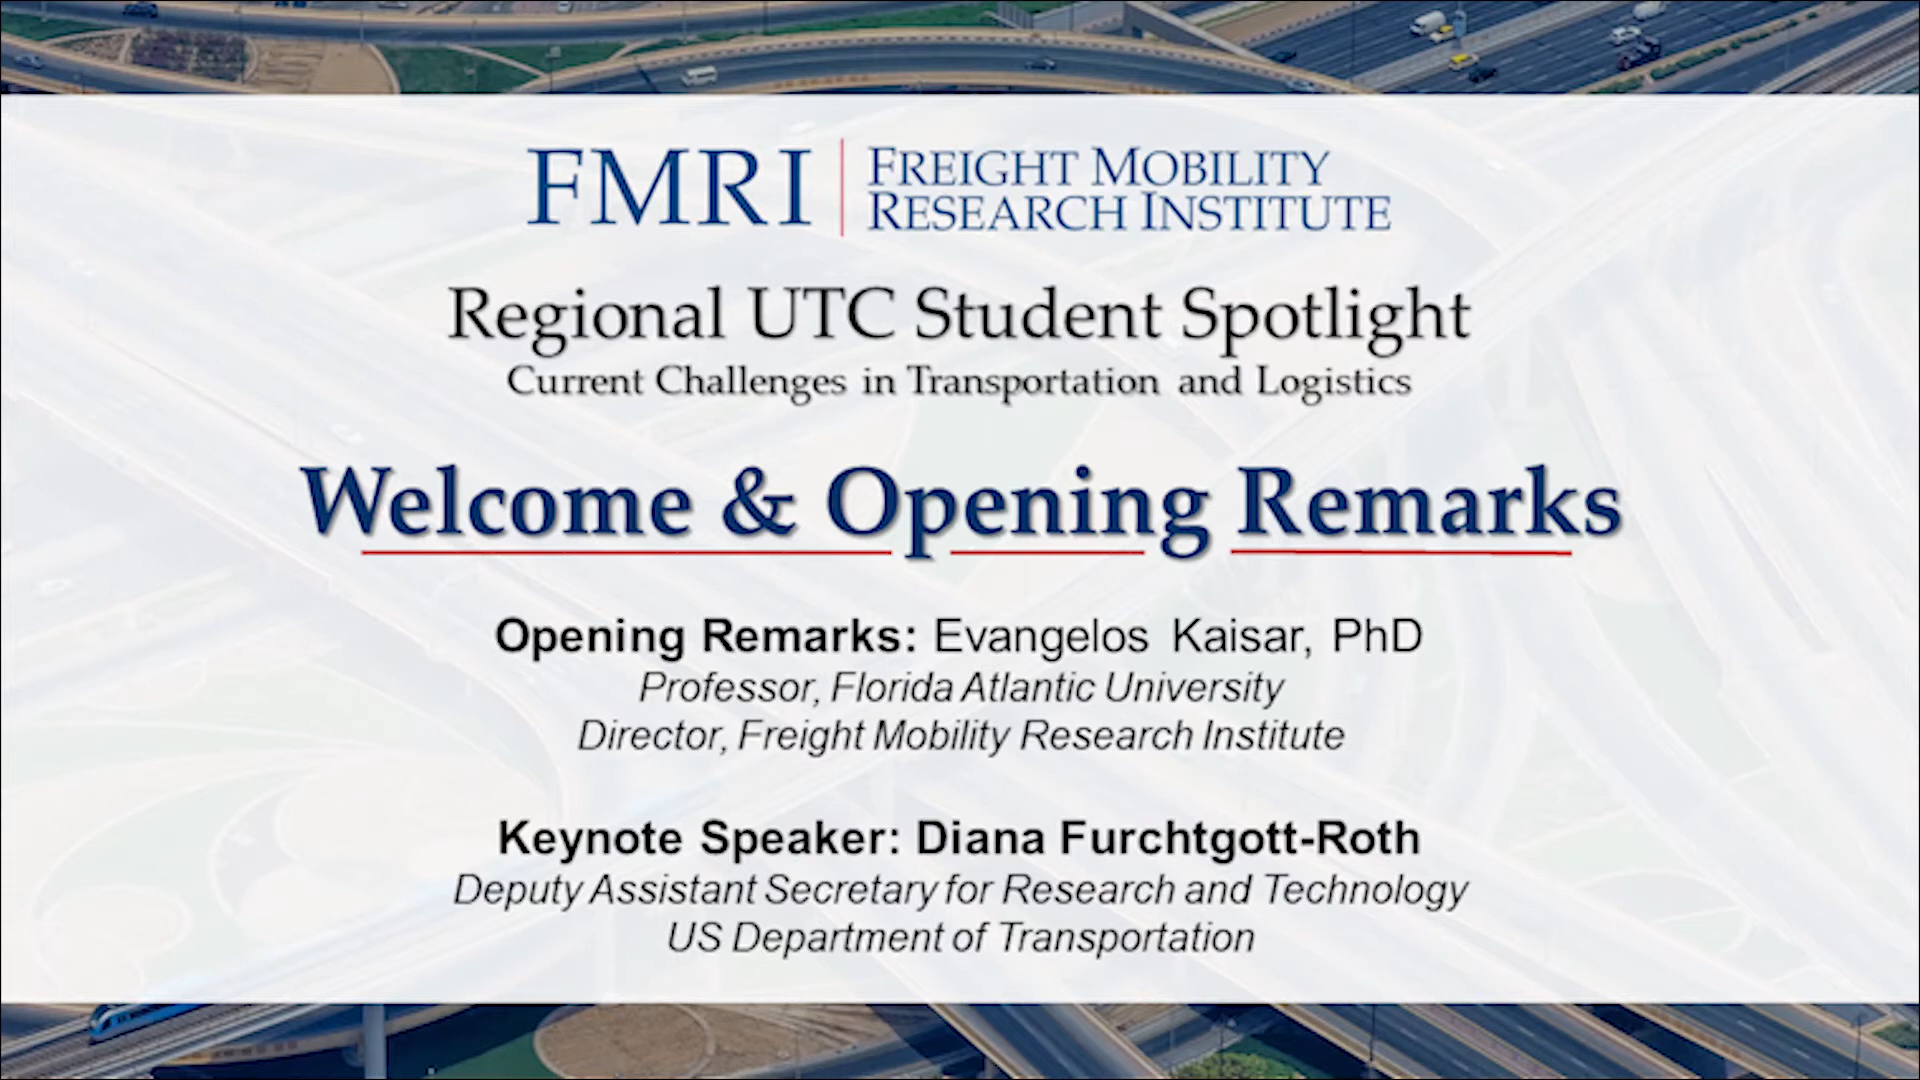 FMRI
FREIGHT MOBILITY
RESEARCH INSTITUTE
Regional UTC Student Spotlight
Current Challenges in Transportation and Logistics
Welcome & Opening Remarks
Opening Remarks: Evangelos Kaisar, PhD
Professor, Florida Atlantic University
Director, Freight Mobility Research Institute
Keynote Speaker: Diana Furchtgott-Roth
Deputy Assistant Secretary for Research and Technology
US Department of Transportation